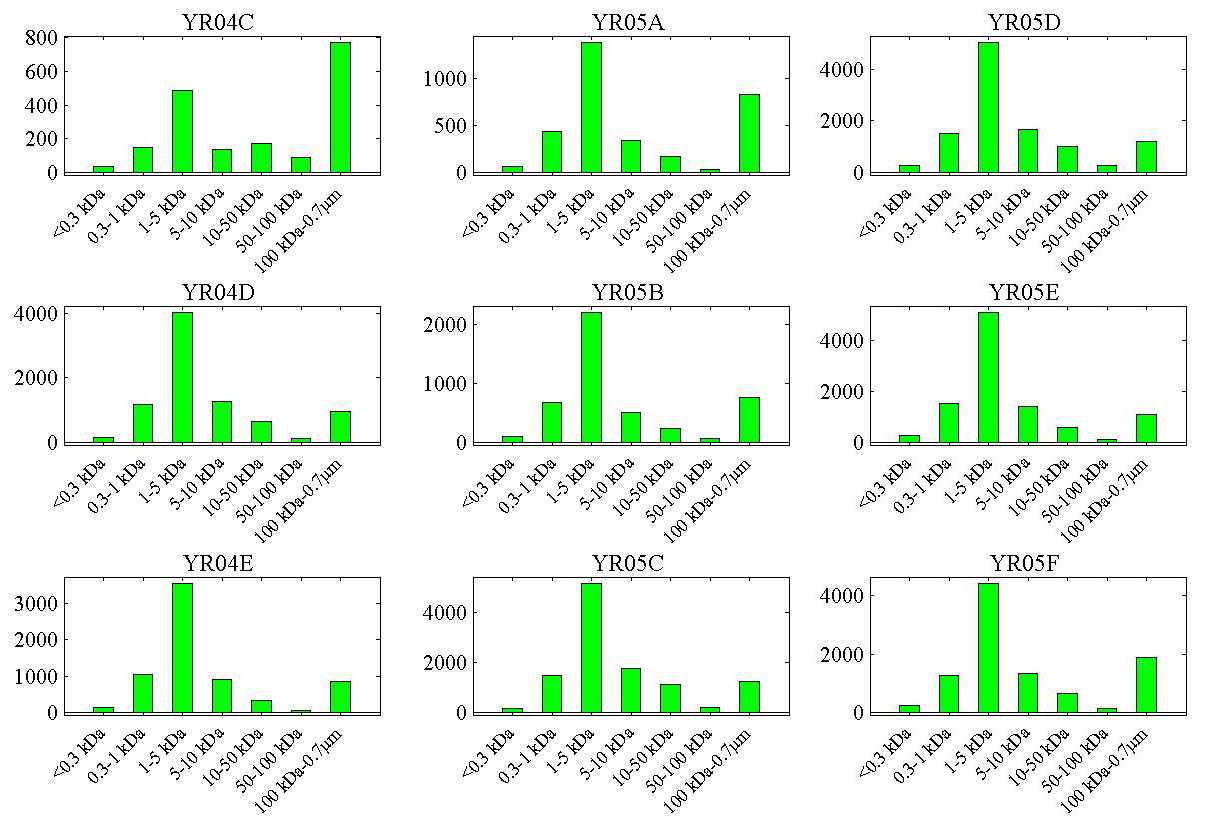 YR04C
800
600
400
200
0
<0.3 kDa
0.3-1 kDa
1-5 kDa
5-10 kDa
10-50 kDa
50-100 kDa
100 kDa-0.7µm
YR05A
1000
500
0
<0.3 kDa
0.3-1 kDa
1-5 kDa
5-10 kDa
10-50 kDa
50-100 kDa
100 kDa-0.7µm
YR05D
4000
2000
0
<0.3 kDa
0.3-1 kDa
1-5 kDa
5-10 kDa
10-50 kDa
50-100 kDa
100 kDa-0.7µm
YR04D
4000
2000
0
<0.3 kDa
0.3-1 kDa
1-5 kDa
5-10 kDa
10-50 kDa
50-100 kDa
100 kDa-0.7µm
YR05B
2000
1000
0
<0.3 kDa
0.3-1 kDa
1-5 kDa
5-10 kDa
10-50 kDa
50-100 kDa
100 kDa-0.7µm
YR05E
4000
2000
0
<0.3 kDa
0.3-1 kDa
1-5 kDa
5-10 kDa
10-50 kDa
50-100 kDa
100 kDa-0.7µm
YR04E
3000
2000
1000
0
<0.3 kDa
0.3-1 kDa
1-5 kDa
5-10 kDa
10-50 kDa
50-100 kDa
100 kDa-0.7µm
YR05C
4000
2000
0
<0.3 kDa
0.3-1 kDa
1-5 kDa
5-10 kDa
10-50 kDa
50-100 kDa
100 kDa-0.7µm
YR05F
4000
2000
0
<0.3 kDa
0.3-1 kDa
1-5 kDa
5-10 kDa
10-50 kDa
50-100 kDa
100 kDa-0.7µm